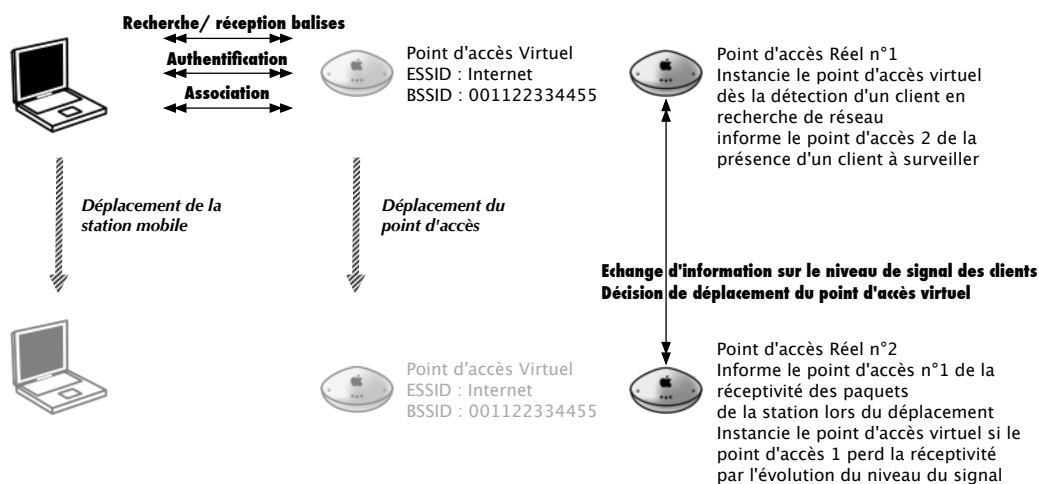 Recherche/ réception balises
Authentification
Association
Point d'accès Virtuel
ESSID : Internet
BSSID : 001122334455
Point d'accès Réel n°1
Instancie le point d'accès virtuel
dès la détection d'un client en
recherche de réseau
informe le point d'accès 2 de la
présence d'un client à surveiller
Déplacement de la
station mobile
Déplacement du
point d'accès
Echange d'information sur le niveau de signal des clients
Décision de déplacement du point d'accès virtuel
Point d'accès Virtuel
ESSID : Internet
BSSID : 001122334455
Point d'accès Réel n°2
Informe le point d'accès n°1 de la
réceptivité des paquets
de la station lors du déplacement
Instancie le point d'accès virtuel si le
point d'accès 1 perd la réceptivité
par l'évolution du niveau du signal